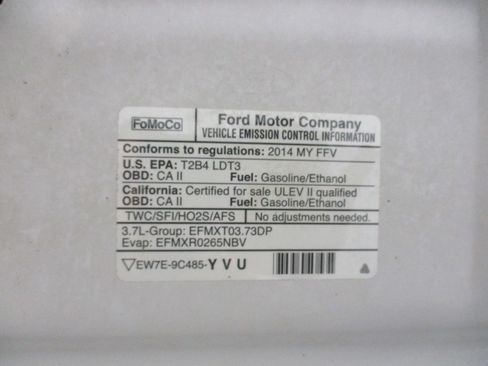 FoMoCo
Ford Motor Company
VEHICLE EMISSION CONTROL INFORMATION
Conforms to regulations: 2014 MY FFV
U.S. EPA: T2B4 LDT3
OBD: CA II Fuel: Gasoline/Ethanol
California: Certified for sale ULEV II qualified
OBD: CA II Fuel: Gasoline/Ethanol
TWC/SFI/HO2S/AFS No adjustments needed.
3.7L-Group: EFMXT03.73DP
Evap: EFMXR0265NBV
EW7E-9C485-Y V U